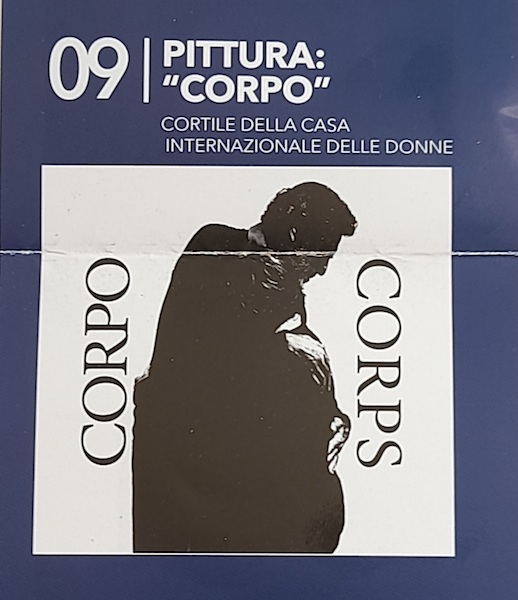 09
PITTURA:
"CORPO"
CORTILE DELLA CASA
INTERNAZIONALE DELLE DONNE
CORPO
CORPS